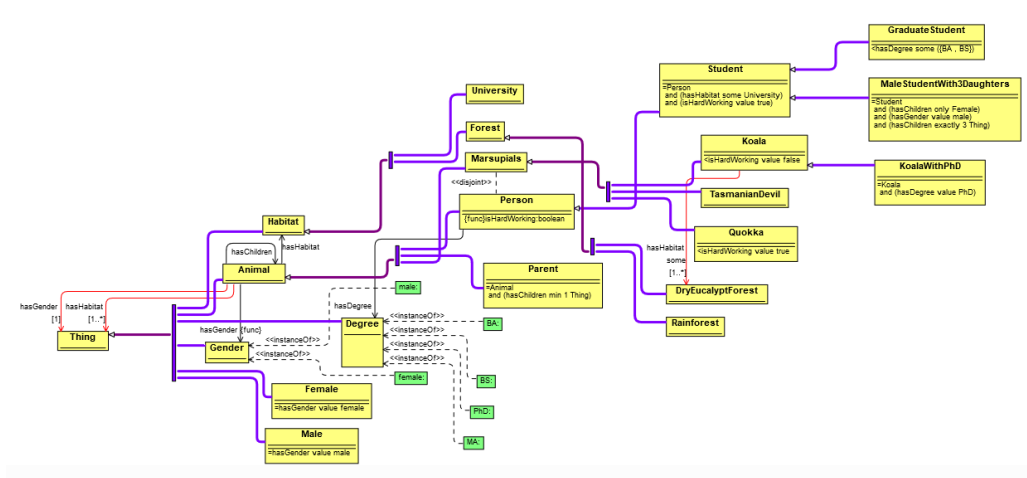 GraduateStudent
<hasDegree some ({BA , BS})
Student
=Person
and (hasHabitat some University)
and (isHardWorking value true)
MaleStudentWith3Daughters
=Student
and (hasChildren only Female)
and (hasGender value male)
and (hasChildren exactly 3 Thing)
University
Forest
Marsupials
<<disjoint>>
Koala
<isHardWorking value false
KoalaWithPhD
=Koala
and (hasDegree value PhD)
TasmanianDevil
Person
{func}isHardWorking:boolean
Quokka
<isHardWorking value true
Habitat
hasChildren
hasHabitat
Animal
hasHabitat
some
[1..*]
Parent
=Animal
and (hasChildren min 1 Thing)
DryEucalyptForest
Rainforest
male:
hasGender
[1]
hasHabitat
[1..*]
hasDegree
Thing
hasGender {func}
Degree
<<instanceOf>>
BA:
<<instanceOf>>
<<instanceOf>>
Gender
<<instanceOf>>
<<instanceOf>>
<<instanceOf>>
female:
BS:
Female
=hasGender value female
PhD:
Male
=hasGender value male
MA: